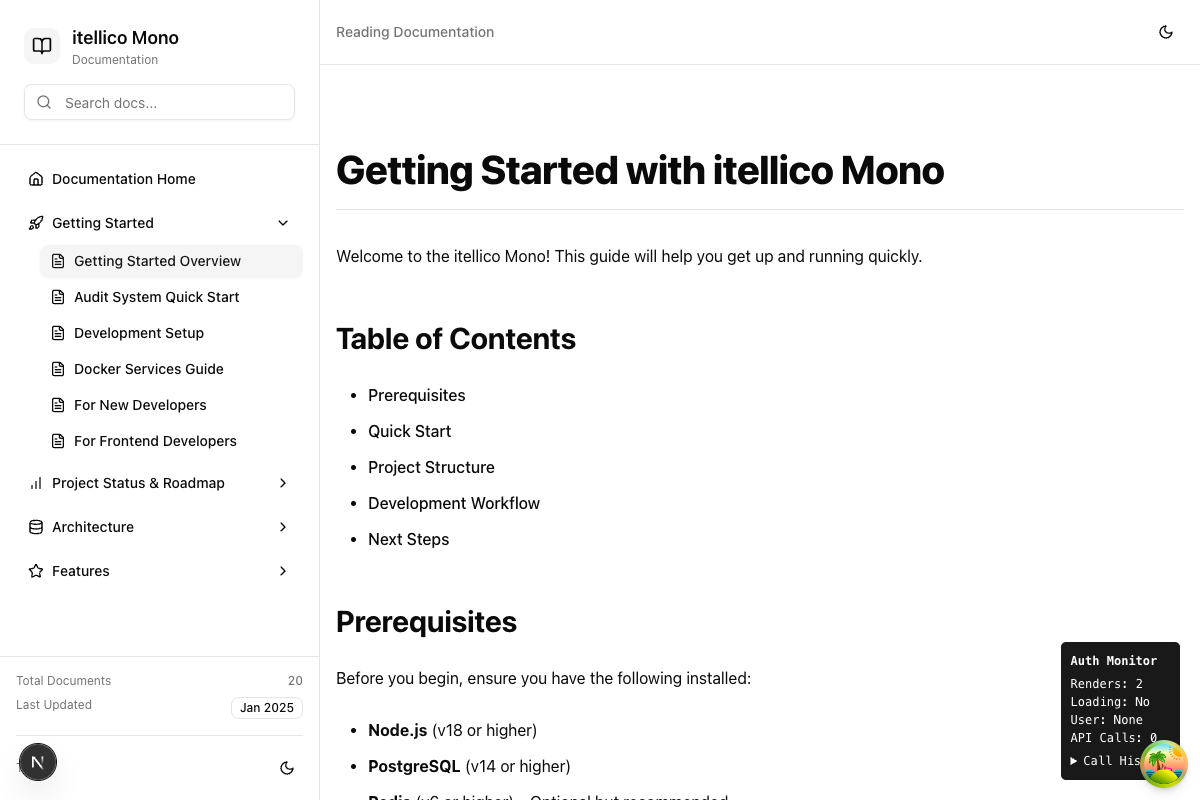 itellico Mono
Documentation
Search docs...
Documentation Home
Getting Started
Getting Started Overview
Audit System Quick Start
Development Setup
Docker Services Guide
For New Developers
For Frontend Developers
Project Status & Roadmap
Architecture
Features
Total Documents 20
Last Updated Jan 2025
N
Reading Documentation
Getting Started with itellico Mono
Welcome to the itellico Mono! This guide will help you get up and running quickly.
Table of Contents
• Prerequisites
• Quick Start
• Project Structure
• Development Workflow
• Next Steps
Prerequisites
Before you begin, ensure you have the following installed:
• Node.js (v18 or higher)
• PostgreSQL (v14 or higher)
Auth Monitor
Renders: 2
Loading: No
User: None
API Calls: 0
▶ Call His